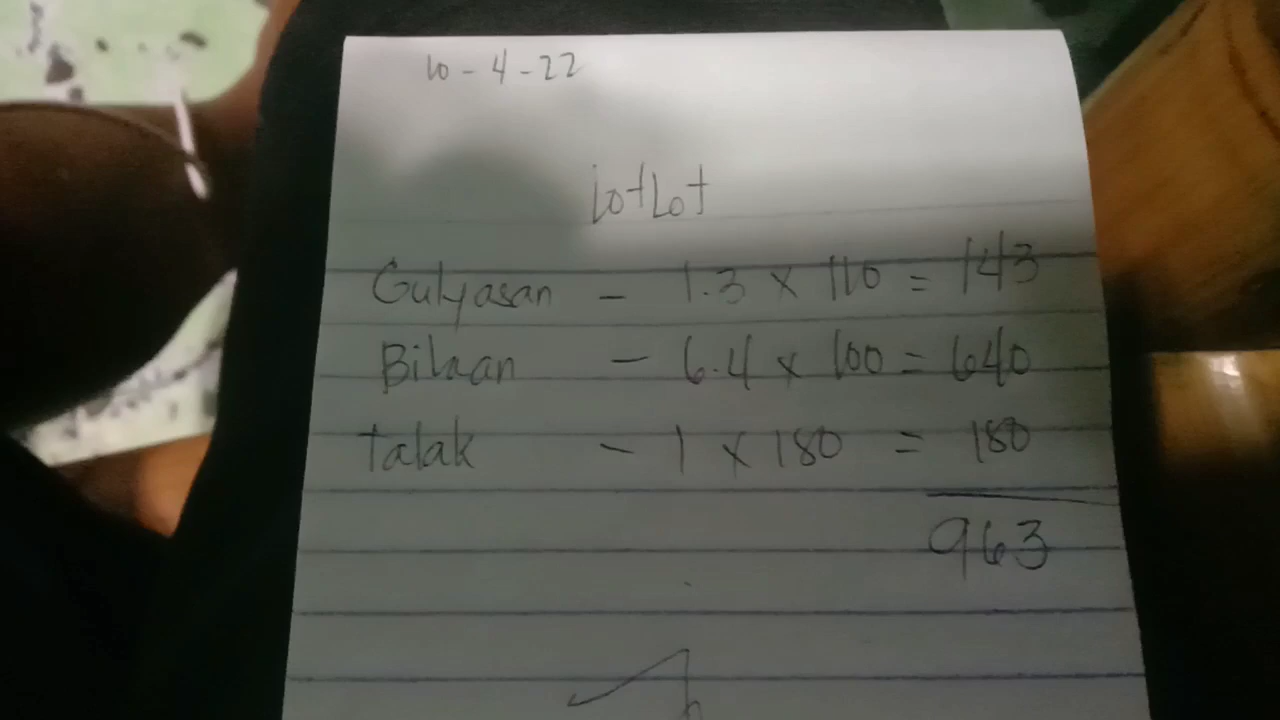 10-4-22
LotLot
Gulyasan - 1.3 x 110 = 143
Bilaan - 6.4 x 100 = 640
talak - 1 x 180 = 180
963